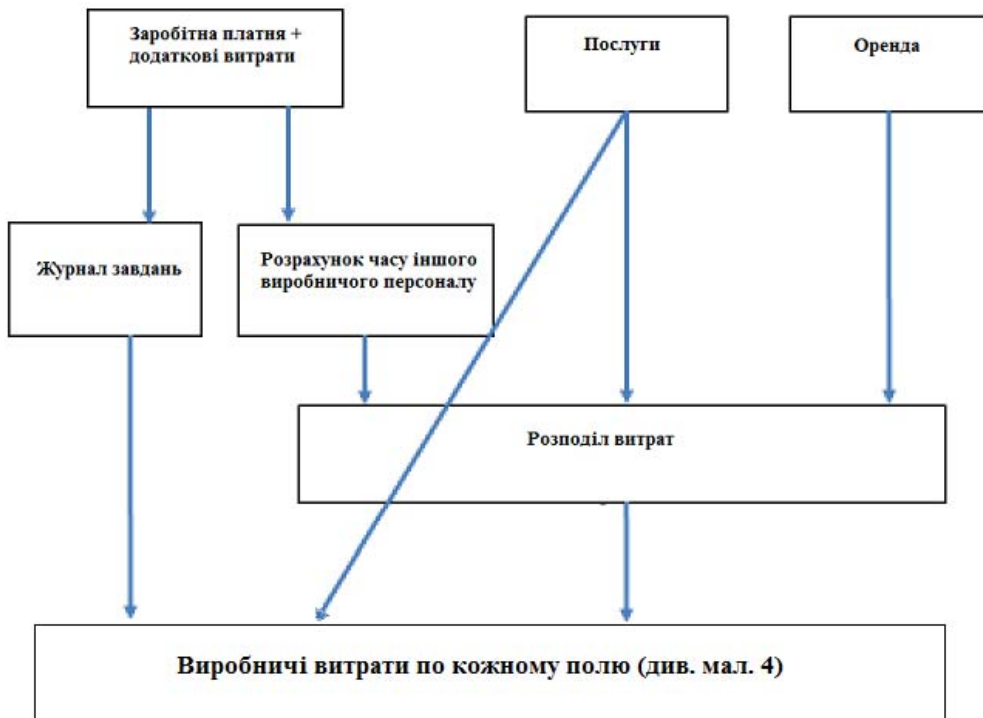 Заробітна платня +
додаткові витрати
Послуги
Оренда
Журнал завдань
Розрахунок часу іншого
виробничого персоналу
Розподіл витрат
Виробничі витрати по кожному полю (див. мал. 4)